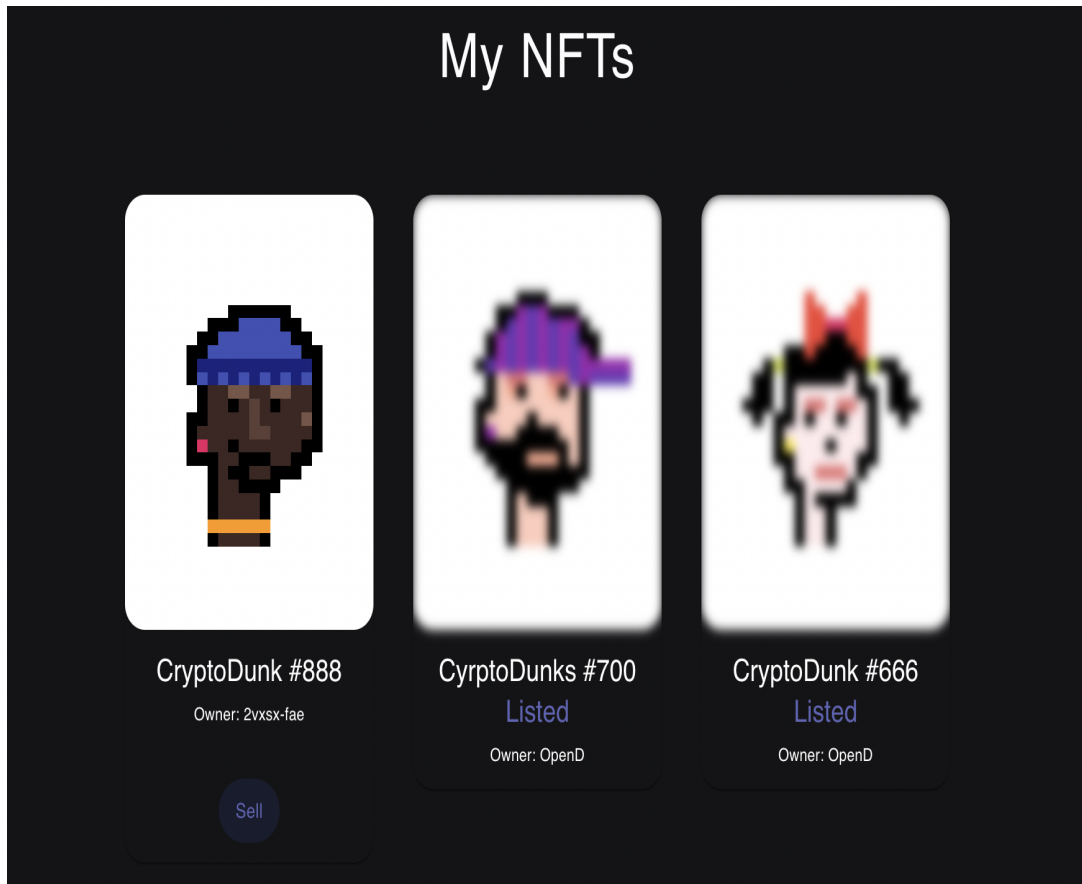 My NFTs
CryptoDunk #888
Owner: 2vxsx-fae
Sell
CyrptoDunks #700
Listed
Owner: OpenD
CryptoDunk #666
Listed
Owner: OpenD